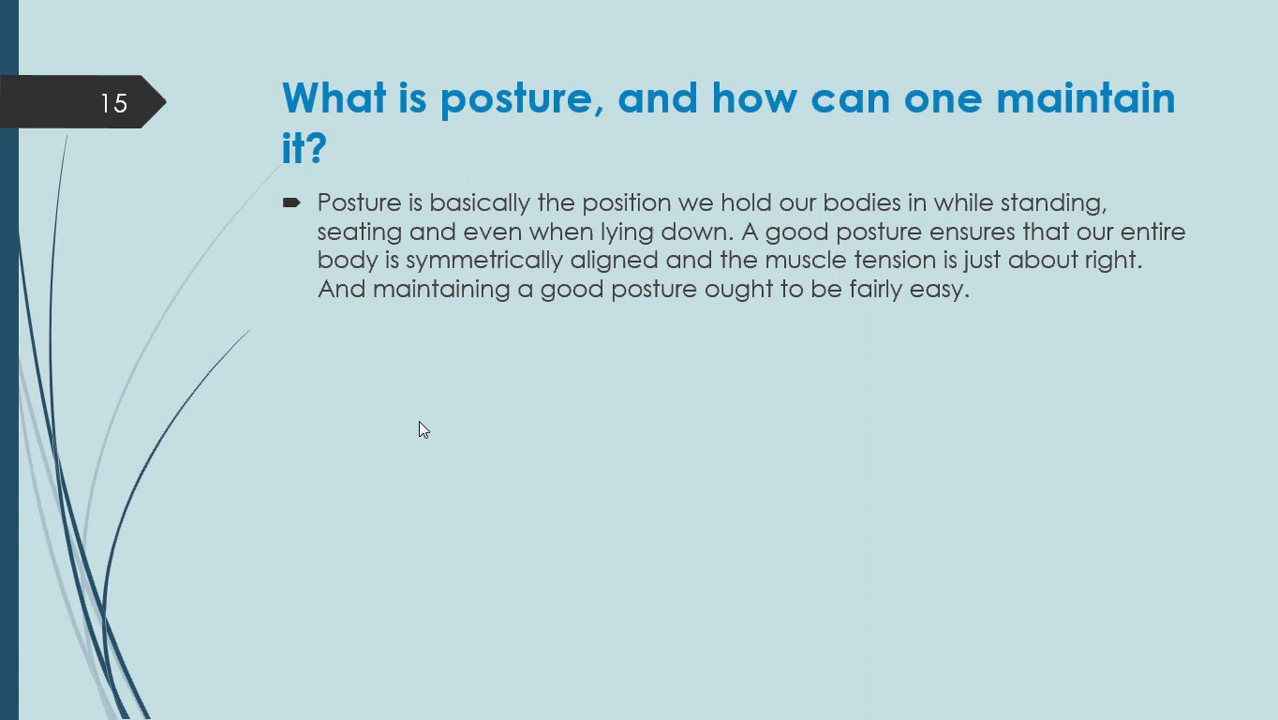 15
What is posture, and how can one maintain
it?
Posture is basically the position we hold our bodies in while standing,
seating and even when lying down. A good posture ensures that our entire
body is symmetrically aligned and the muscle tension is just about right.
And maintaining a good posture ought to be fairly easy.